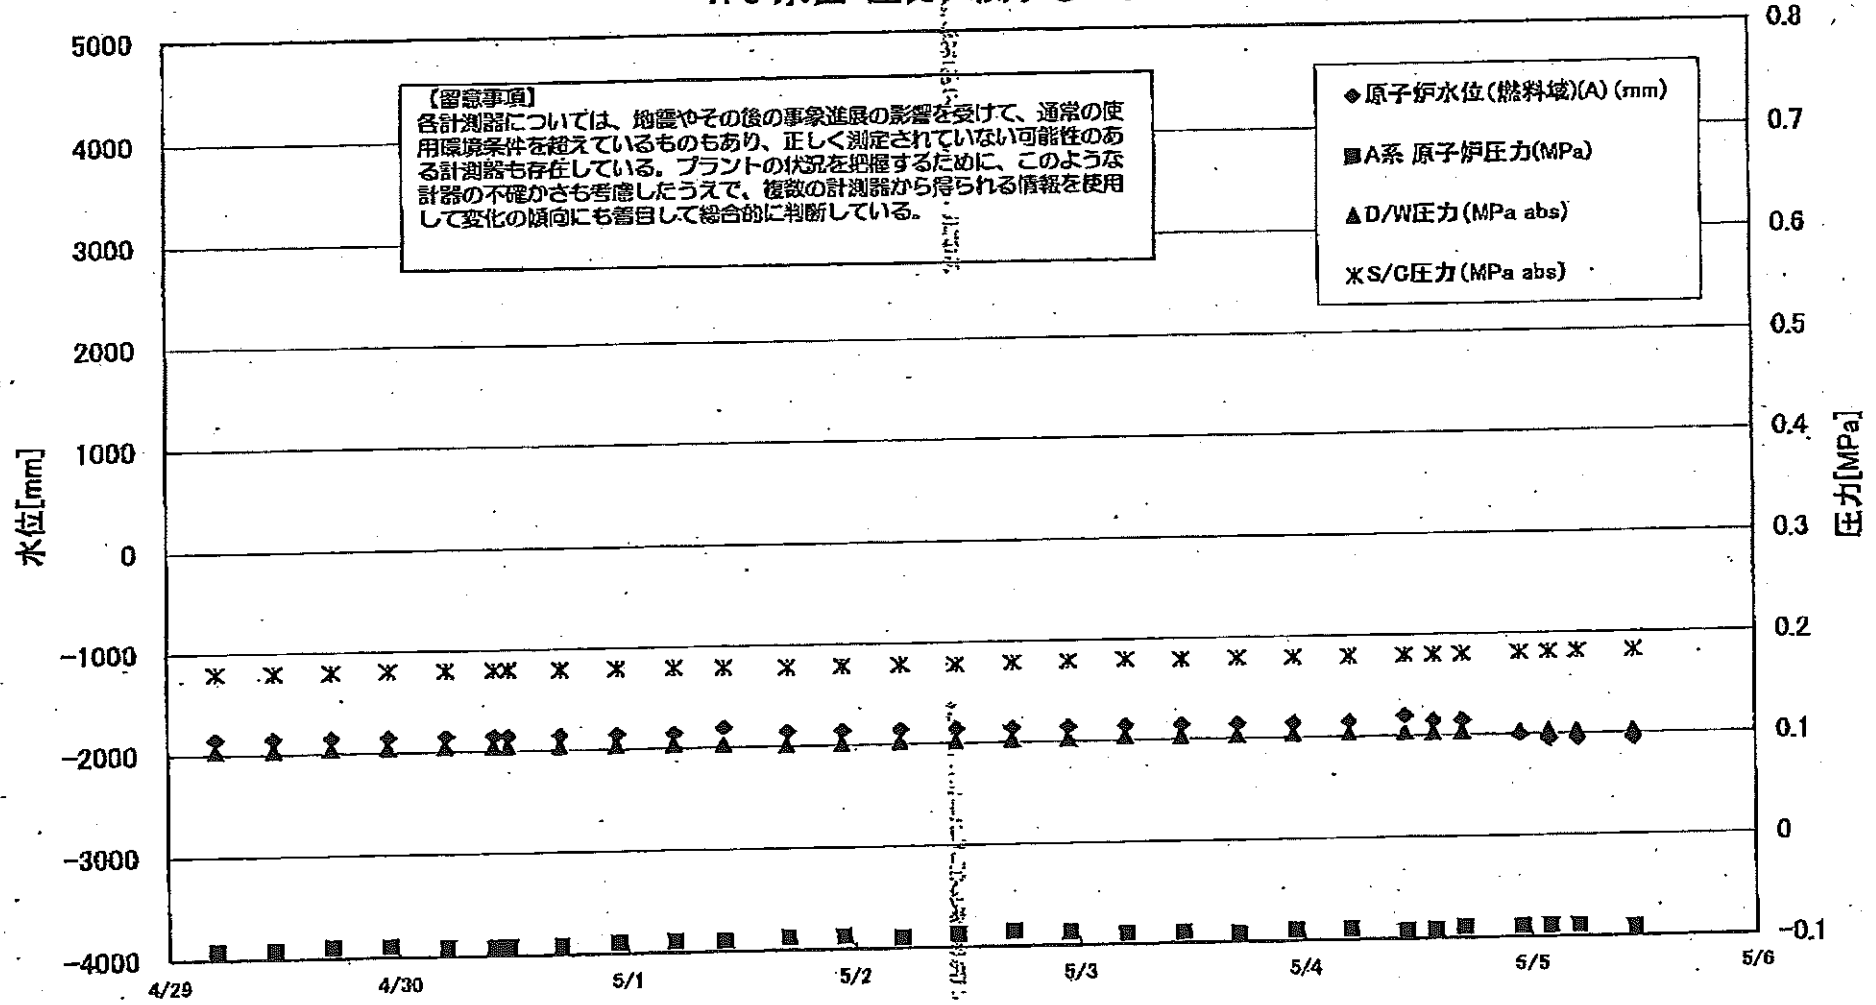 0.8
5000
【留意事項】
各計測器については、地震やその後の事象進展の影響を受けて、通常の使
用環境条件を超えているものもあり、正しく測定されていない可能性のあ
る計測器も存在している。プラントの状況を把握するために、このような
計器の不確かさも考慮したうえで、複数の計測器から得られる情報を使用
して変化の傾向にも着目して総合的に判断している。
◆原子炉水位(燃料域)(A)(mm)
■A系 原子炉圧力(MPa)
▲D/W圧力(MPa abs)
S/C圧力(MPa abs)
0.7
4000
0.6
3000
0.5
2000
0.4
1000
水位[mm]
圧力[MPa]
0.3
0
0.2
-1000
0.1
-2000
0
-3000
-0.1
-4000
4/29
4/30
5/1
5/2
5/3
5/4
5/5
5/6